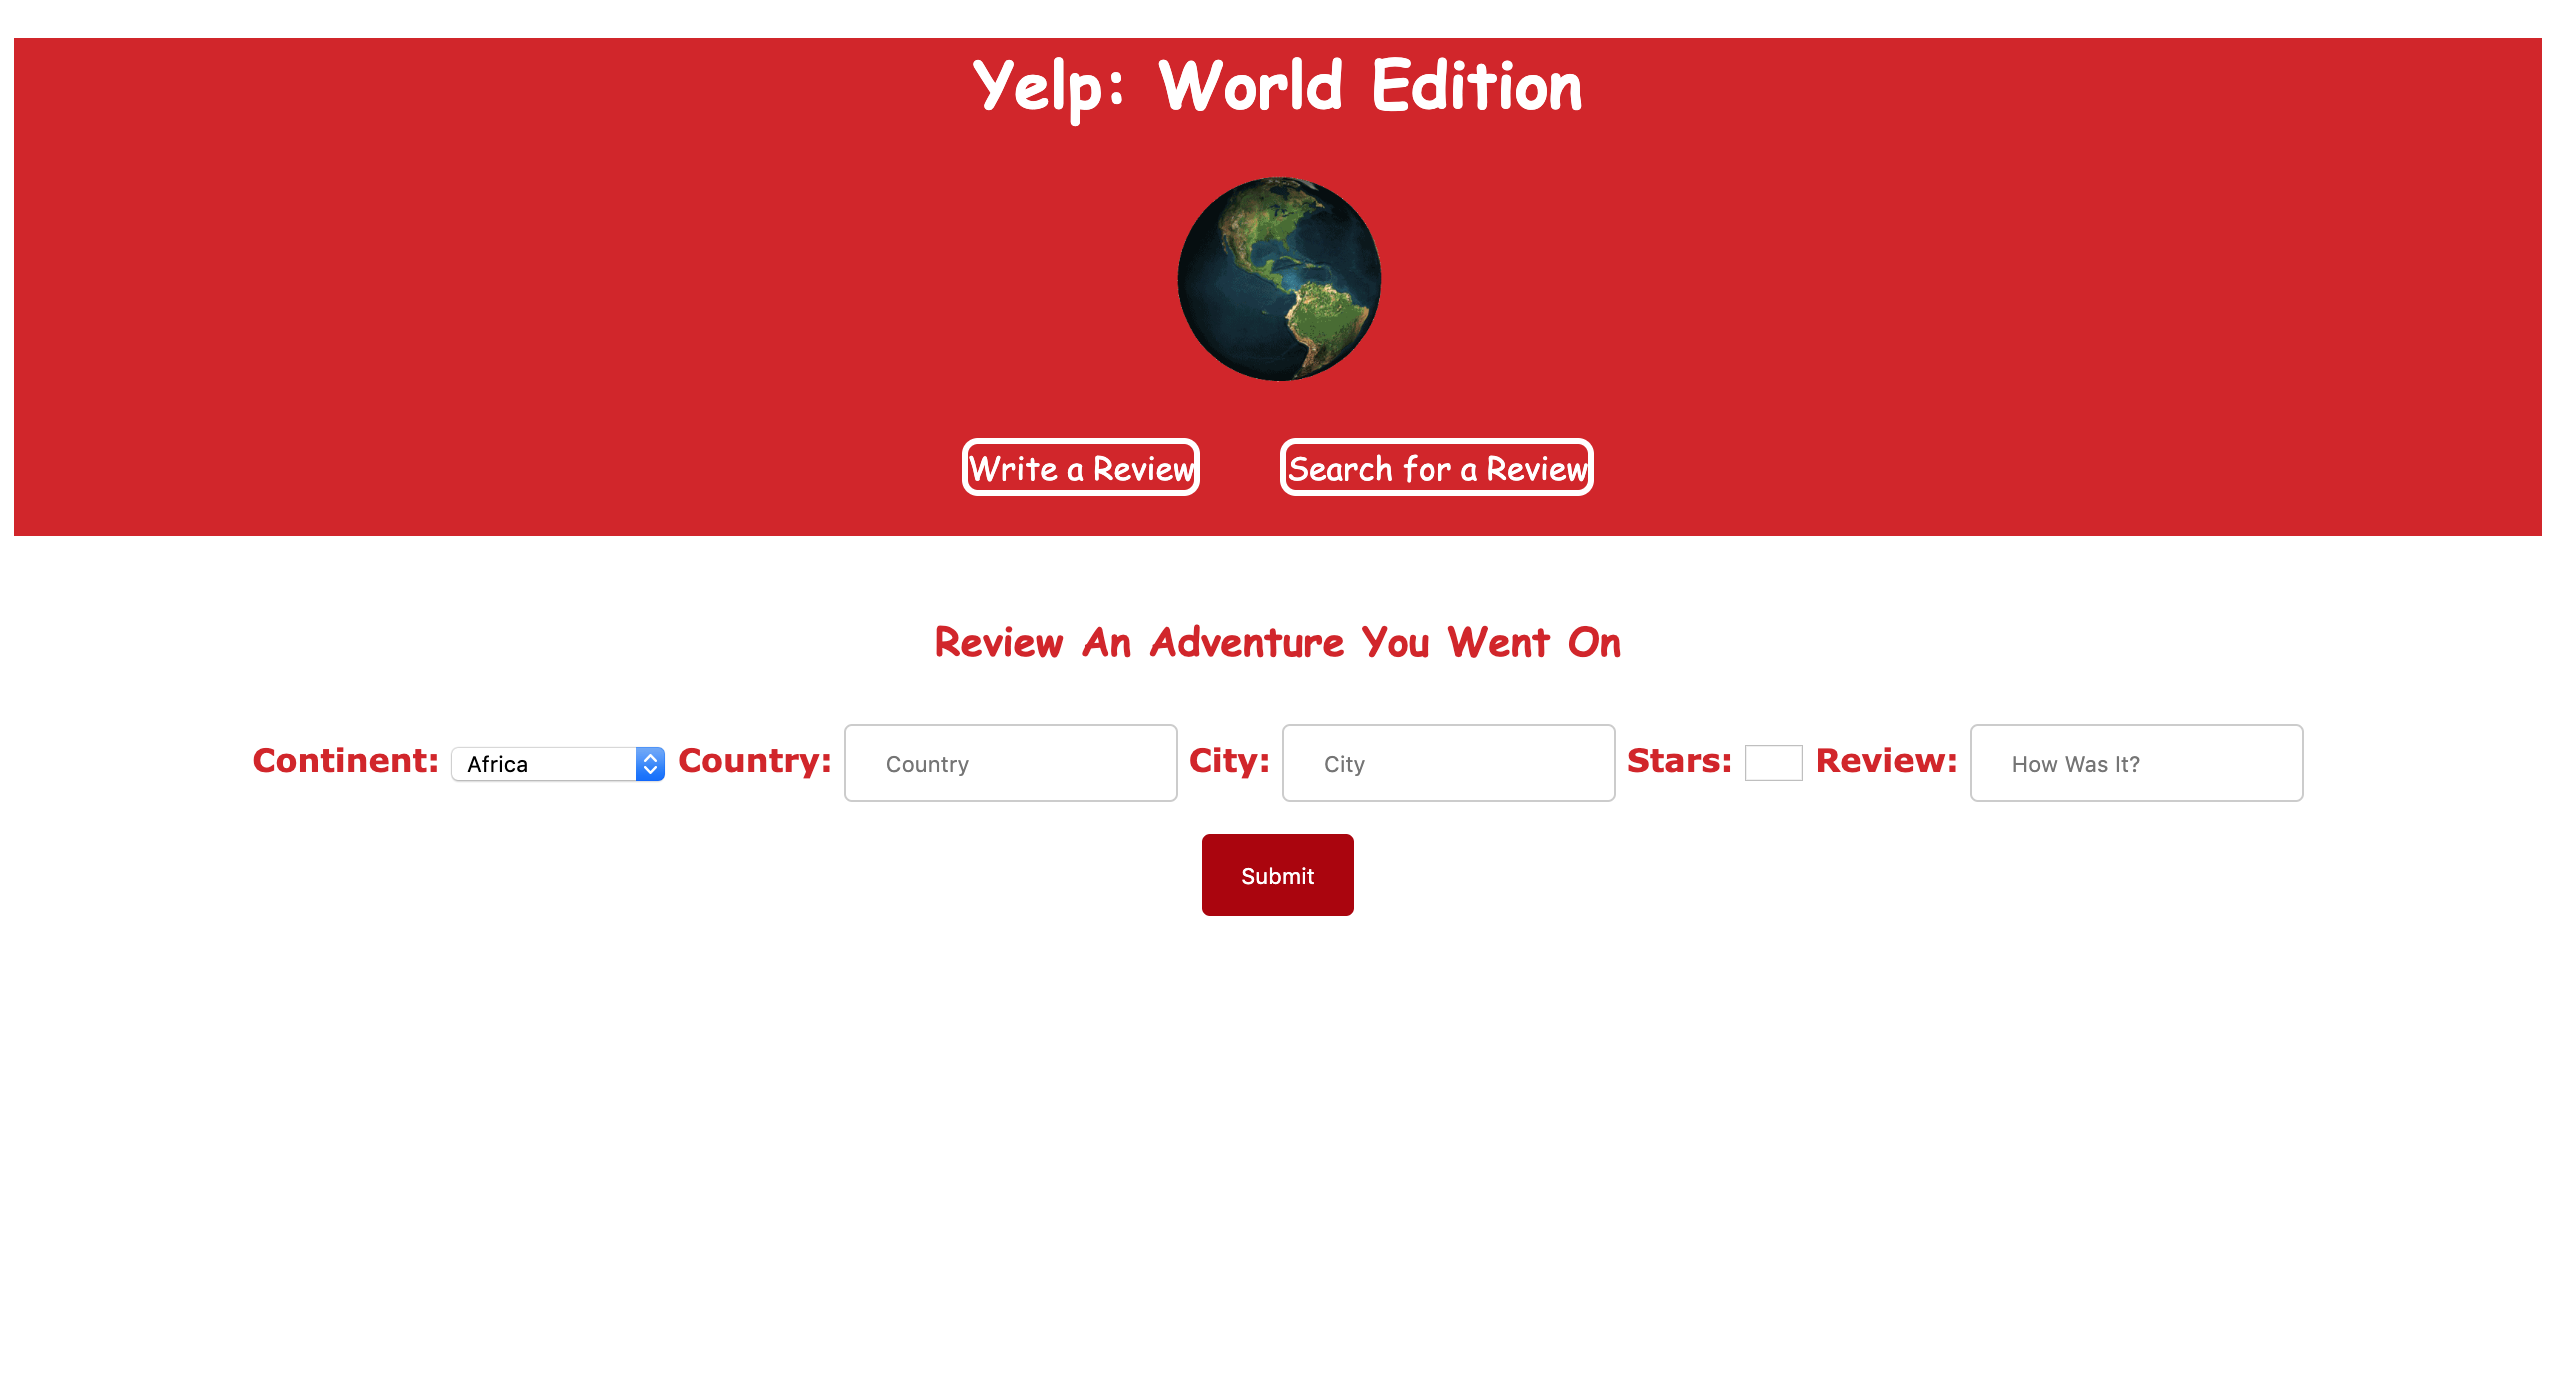 Yelp: World Edition
Write a Review Search for a Review
Review An Adventure You Went On
Continent: Africa Country: Country City: City Stars: Review: How Was It?
Submit